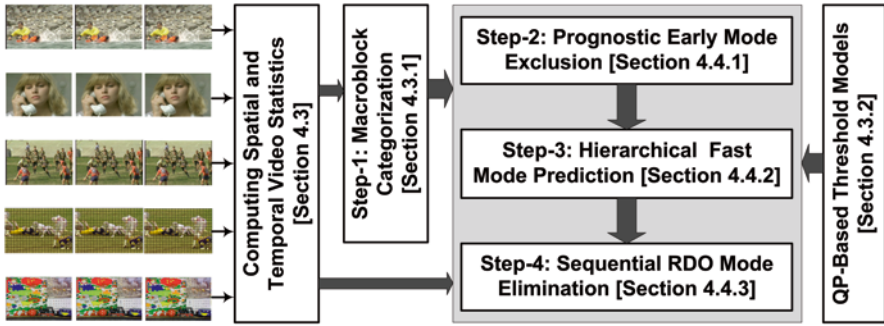 Computing Spatial and
Temporal Video Statistics
[Section 4.3]
Step-1: Macroblock
Categorization
[Section 4.3.1]
Step-2: Prognostic Early Mode
Exclusion [Section 4.4.1]
Step-3: Hierarchical Fast
Mode Prediction [Section 4.4.2]
Step-4: Sequential RDO Mode
Elimination [Section 4.4.3]
QP-Based Threshold Models
[Section 4.3.2]